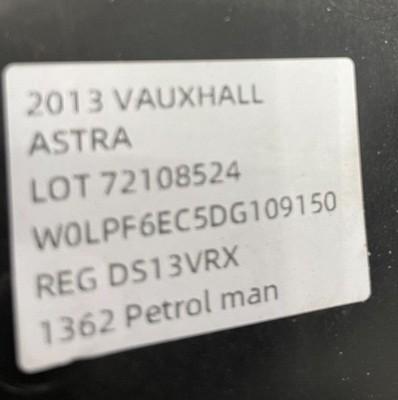 2013 VAUXHALL
ASTRA
LOT 72108524
W0LPF6EC5DG109150
REG DS13VRX
1362 Petrol man